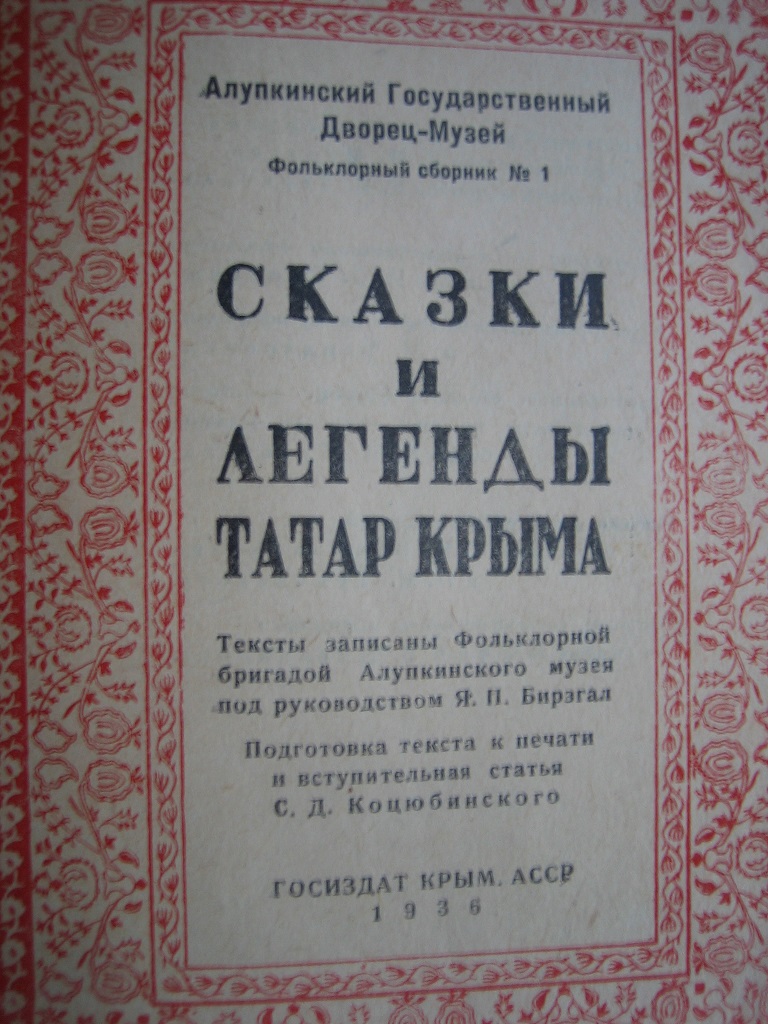 Алупкинский Государственный
Дворец-Музей
Фольклорный сборник № 1
СКАЗКИ
И
ЛЕГЕНДЫ
ТАТАР КРЫМА
Тексты записаны Фольклорной
бригадой Алупкинского музея
под руководством Я. П. Бирзгал
Подготовка текста к печати
и вступительная статья
С. Д. Коцюбинского
ГОСИЗДАТ КРЫМ. АССР
1936